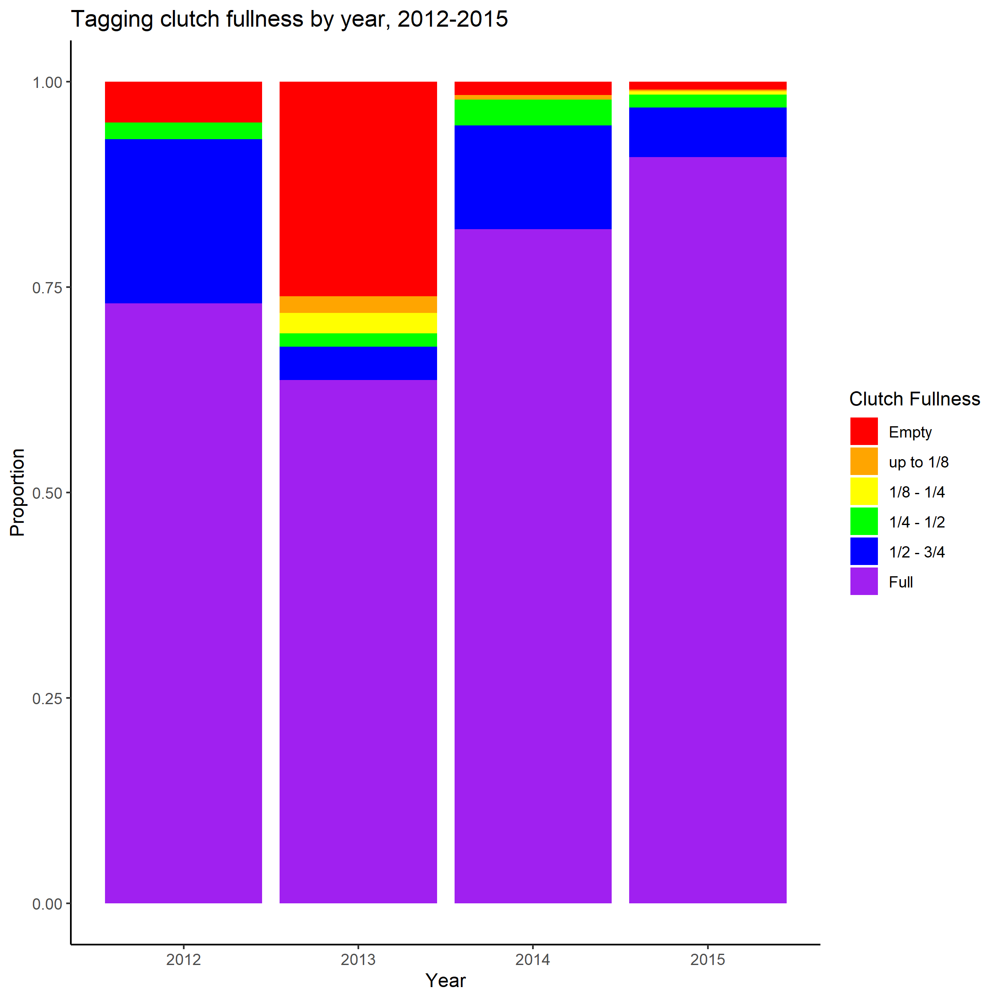 Tagging clutch fullness by year, 2012-2015
1.00
0.75
0.50
0.25
0.00
Proportion
2012
2013
2014
2015
Year
Clutch Fullness
Empty
up to 1/8
1/8 - 1/4
1/4 - 1/2
1/2 - 3/4
Full